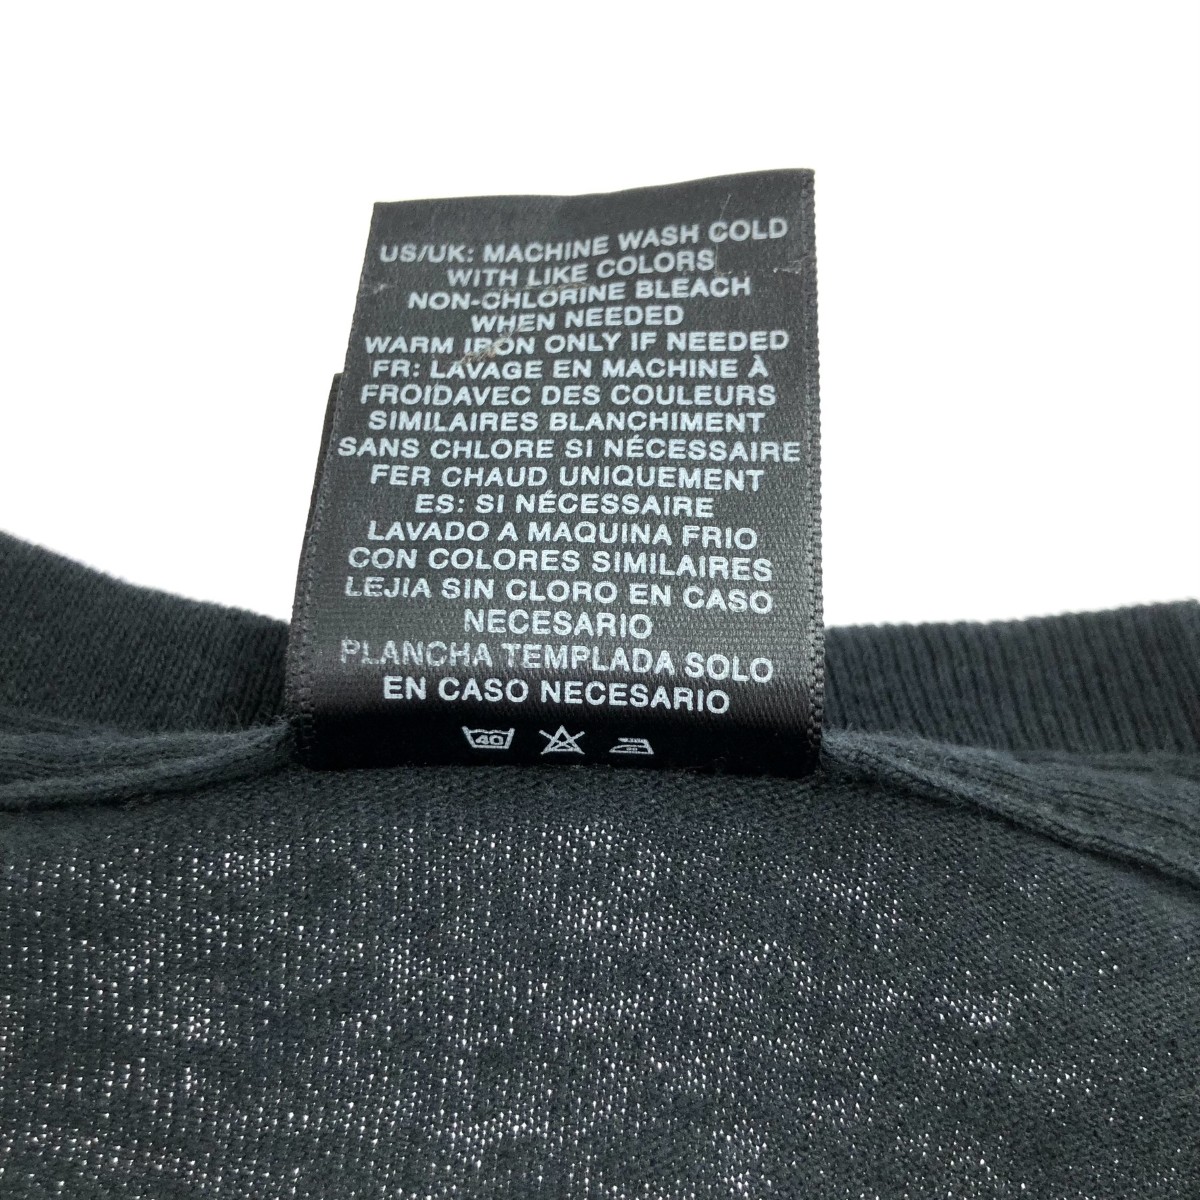 US/UK: MACHINE WASH COLD
WITH LIKE COLORS
NON-CHLORINE BLEACH
WHEN NEEDED
WARM IRON ONLY IF NEEDED
FR: LAVAGE EN MACHINE À
FROIDAVEC DES COULEURS
SIMILAIRES BLANCHIMENT
SANS CHLORE SI NÉCESSAIRE
FER CHAUD UNIQUEMENT
ES: SI NÉCESSAIRE
LAVADO A MAQUINA FRIO
CON COLORES SIMILAIRES
LEJIA SIN CLORO EN CASO
NECESARIO
PLANCHA TEMPLADA SOLO
EN CASO NECESARIO
40